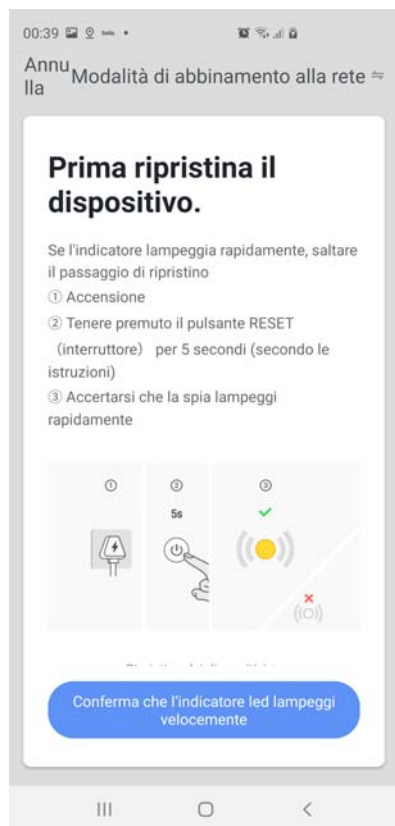 00:39
Annu
lla
Modalità di abbinamento alla rete
Prima ripristina il
dispositivo.
Se l'indicatore lampeggia rapidamente, saltare
il passaggio di ripristino
① Accensione
② Tenere premuto il pulsante RESET
（interruttore） per 5 secondi (secondo le
istruzioni)
③ Accertarsi che la spia lampeggi
rapidamente
① ② ③
5s
Conferma che l'indicatore led lampeggi
velocemente